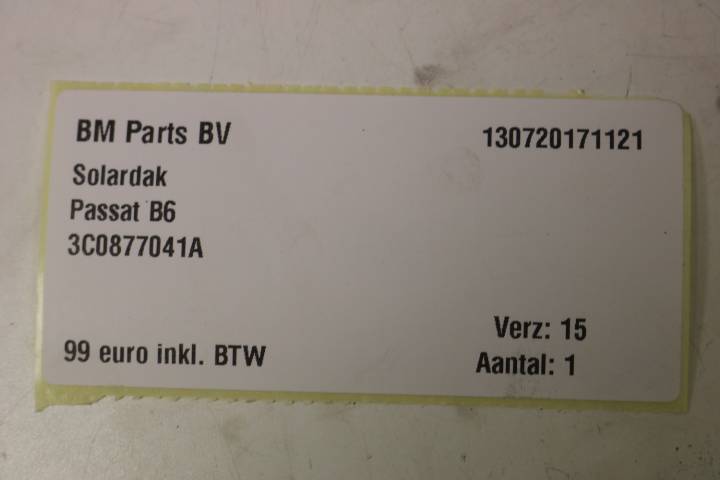 BM Parts BV 130720171121
Solardak
Passat B6
3C0877041A
Verz: 15
99 euro inkl. BTW Aantal: 1